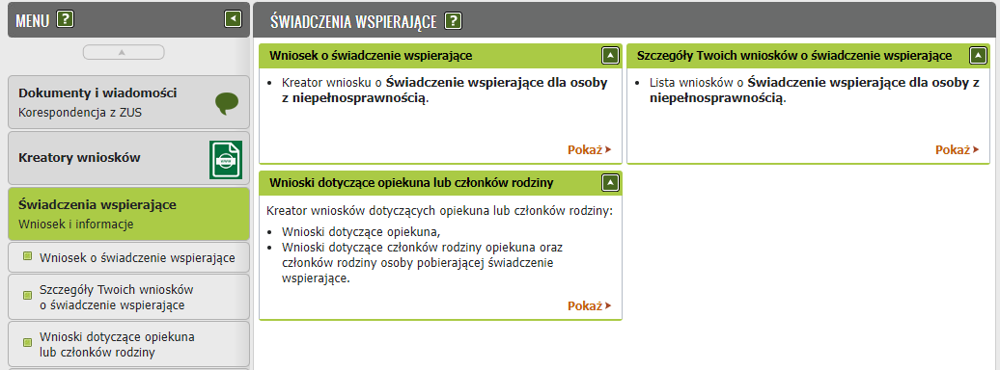 MENU ?
Dokumenty i wiadomości
Korespondencja z ZUS
Kreatory wniosków
Świadczenia wspierające
Wniosek i informacje
Wniosek o świadczenie wspierające
Szczegóły Twoich wniosków
o świadczenie wspierające
Wnioski dotyczące opiekuna
lub członków rodziny
ŚWIADCZENIA WSPIERAJĄCE ?
Wniosek o świadczenie wspierające
• Kreator wniosku o Świadczenie wspierające dla osoby
z niepełnosprawnością.
Pokaż
Szczegóły Twoich wniosków o świadczenie wspierające
• Lista wniosków o Świadczenie wspierające dla osoby z
niepełnosprawnością.
Pokaż
Wnioski dotyczące opiekuna lub członków rodziny
Kreator wniosków dotyczących opiekuna lub członków rodziny:
• Wnioski dotyczące opiekuna,
• Wnioski dotyczące członków rodziny opiekuna oraz
członków rodziny osoby pobierającej świadczenie
wspierające.
Pokaż